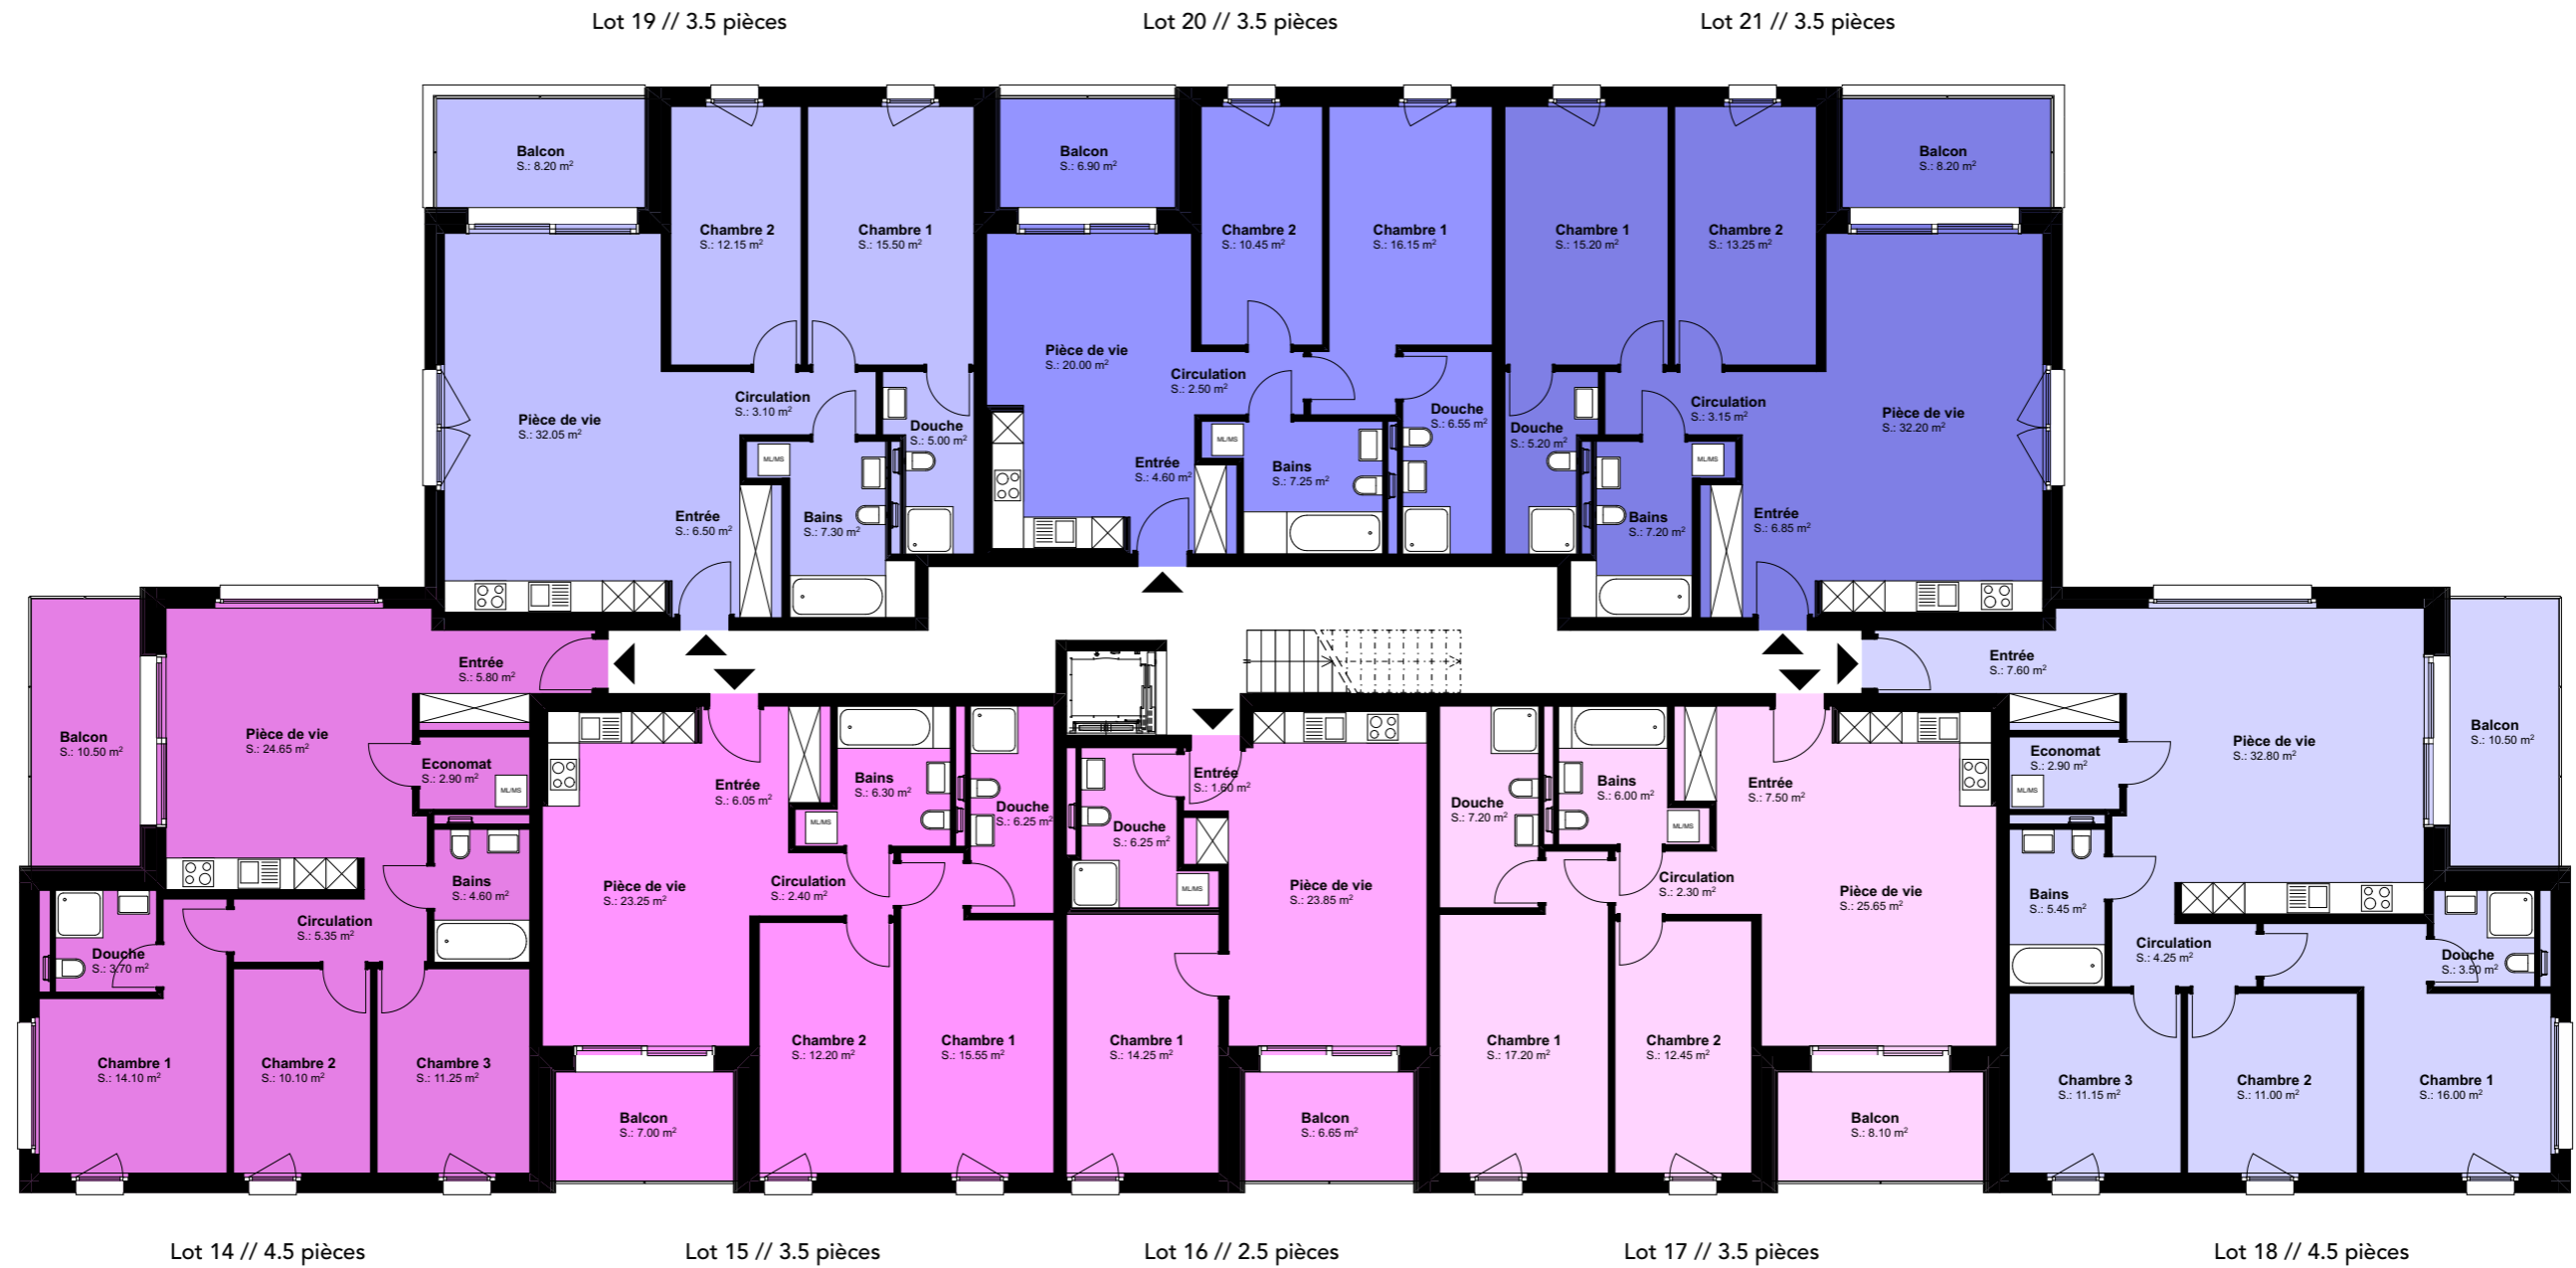 Lot 19 // 3.5 pièces
Lot 20 // 3.5 pièces
Lot 21 // 3.5 pièces
Balcon
S.: 8.20 m²
Chambre 2
S.: 12.15 m²
Chambre 1
S.: 15.50 m²
Pièce de vie
S.: 32.05 m²
Circulation
S.: 3.10 m²
Douche
S.: 5.00 m²
ML/MS
Entrée
S.: 6.50 m²
Bains
S.: 7.30 m²
Balcon
S.: 6.90 m²
Chambre 2
S.: 10.45 m²
Chambre 1
S.: 16.15 m²
Pièce de vie
S.: 20.00 m²
Circulation
S.: 2.50 m²
Douche
S.: 6.55 m²
ML/MS
Entrée
S.: 4.60 m²
Bains
S.: 7.25 m²
Balcon
S.: 8.20 m²
Chambre 1
S.: 15.20 m²
Chambre 2
S.: 13.25 m²
Circulation
S.: 3.15 m²
Pièce de vie
S.: 32.20 m²
Douche
S.: 5.20 m²
ML/MS
Bains
S.: 7.20 m²
Entrée
S.: 6.85 m²
Entrée
S.: 5.80 m²
Balcon
S.: 10.50 m²
Pièce de vie
S.: 24.65 m²
Economat
S.: 2.90 m²
ML/MS
Bains
S.: 4.60 m²
Circulation
S.: 5.35 m²
Douche
S.: 3.70 m²
Chambre 1
S.: 14.10 m²
Chambre 2
S.: 10.10 m²
Chambre 3
S.: 11.25 m²
Entrée
S.: 6.05 m²
Bains
S.: 6.30 m²
Douche
S.: 6.25 m²
ML/MS
Pièce de vie
S.: 23.25 m²
Circulation
S.: 2.40 m²
Chambre 2
S.: 12.20 m²
Chambre 1
S.: 15.55 m²
Balcon
S.: 7.00 m²
Entrée
S.: 1.60 m²
Douche
S.: 6.25 m²
ML/MS
Pièce de vie
S.: 23.85 m²
Chambre 1
S.: 14.25 m²
Balcon
S.: 6.65 m²
Douche
S.: 7.20 m²
Bains
S.: 6.00 m²
Entrée
S.: 7.50 m²
ML/MS
Circulation
S.: 2.30 m²
Pièce de vie
S.: 25.65 m²
Chambre 1
S.: 17.20 m²
Chambre 2
S.: 12.45 m²
Balcon
S.: 8.10 m²
Entrée
S.: 7.60 m²
Balcon
S.: 10.50 m²
Pièce de vie
S.: 32.80 m²
Economat
S.: 2.90 m²
ML/MS
Bains
S.: 5.45 m²
Circulation
S.: 4.25 m²
Douche
S.: 3.50 m²
Chambre 3
S.: 11.15 m²
Chambre 2
S.: 11.00 m²
Chambre 1
S.: 16.00 m²
Lot 14 // 4.5 pièces
Lot 15 // 3.5 pièces
Lot 16 // 2.5 pièces
Lot 17 // 3.5 pièces
Lot 18 // 4.5 pièces